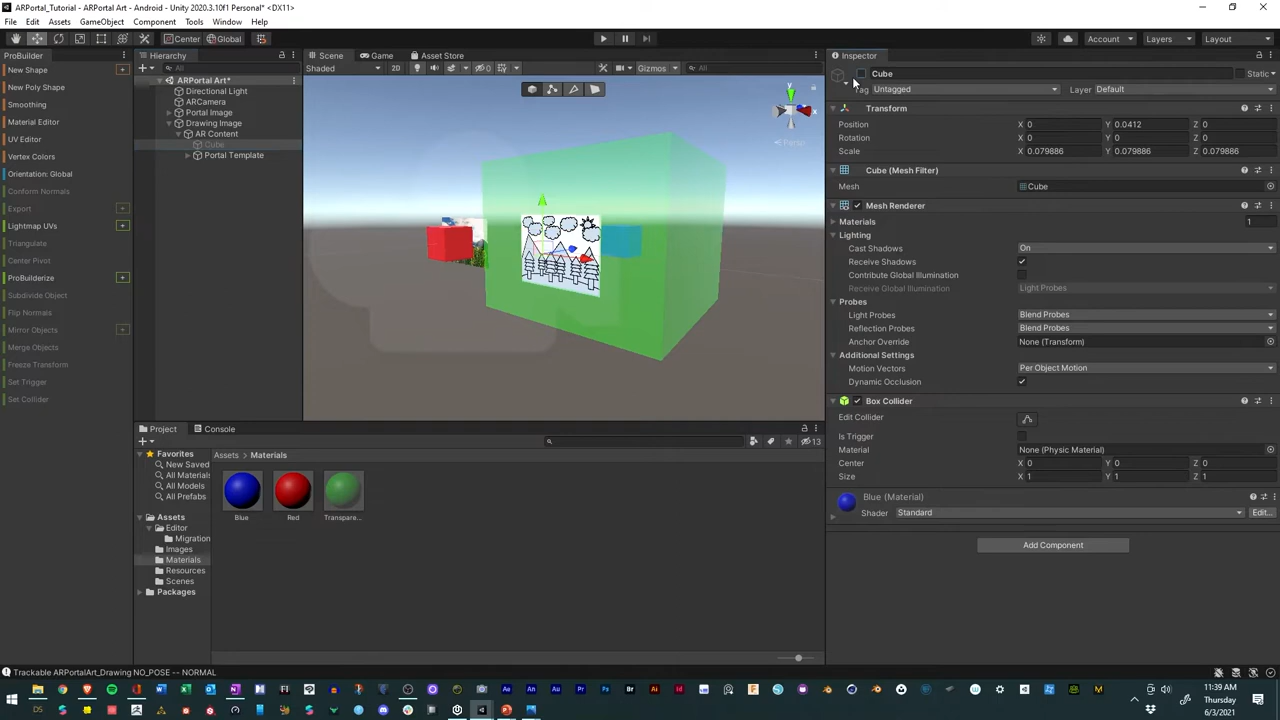 ARPortal_Tutorial - ARPortal Art - Android - Unity 2020.3.10f1 Personal* <DX11>
File Edit Assets GameObject Component Tools Window Help
Center Global Account Layers Layout
ProBuilder
New Shape
New Poly Shape
Smoothing
Material Editor
UV Editor
Vertex Colors
Orientation: Global
Conform Normals
Export
Lightmap UVs
Triangulate
Center Pivot
ProBuilderize
Subdivide Object
Flip Normals
Mirror Objects
Merge Objects
Freeze Transform
Set Trigger
Set Collider
Hierarchy
All
ARPortal Art*
Directional Light
ARCamera
Portal Image
Drawing Image
AR Content
Cube
Portal Template
Scene Game Asset Store
Shaded 2D 0 Gizmos All
y
x
Persp
Project Console
13
Favorites
New Saved
All Materials
All Models
All Prefabs
Assets
Editor
Migration
Images
Materials
Resources
Scenes
Packages
Assets Materials
Blue Red Transpare...
Inspector
Cube Static
Tag Untagged Layer Default
Transform
Position X 0 Y 0.0412 Z 0
Rotation X 0 Y 0 Z 0
Scale X 0.079886 Y 0.079886 Z 0.079886
Cube (Mesh Filter)
Mesh Cube
Mesh Renderer
Materials 1
Lighting
Cast Shadows On
Receive Shadows
Contribute Global Illumination
Receive Global Illumination Light Probes
Probes
Light Probes Blend Probes
Reflection Probes Blend Probes
Anchor Override None (Transform)
Additional Settings
Motion Vectors Per Object Motion
Dynamic Occlusion
Box Collider
Edit Collider
Is Trigger
Material None (Physic Material)
Center X 0 Y 0 Z 0
Size X 1 Y 1 Z 1
Blue (Material)
Shader Standard Edit...
Add Component
Trackable ARPortalArt_Drawing NO_POSE -- NORMAL
11:39 AM
Thursday
6/3/2021